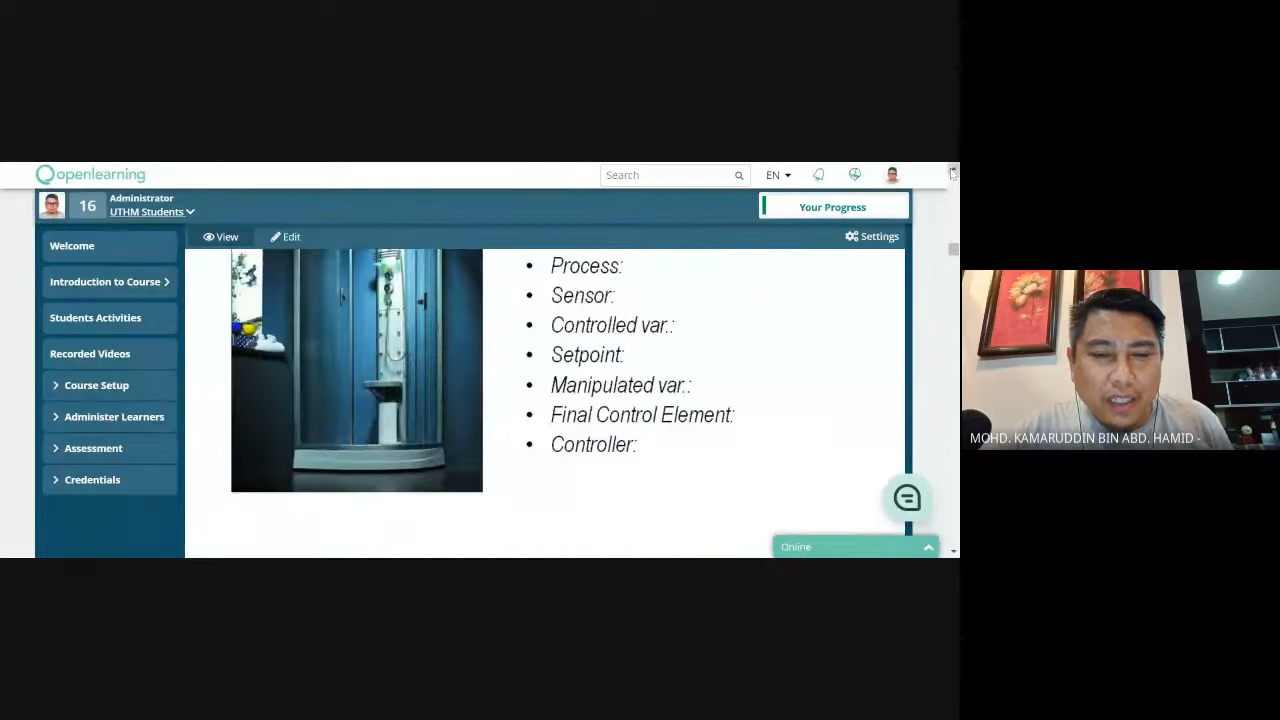 openlearning
Search
EN
16
Administrator
UTHM Students
Your Progress
View
Edit
Settings
Welcome
Introduction to Course
Students Activities
Recorded Videos
Course Setup
Administer Learners
Assessment
Credentials
• Process:
• Sensor:
• Controlled var.:
• Setpoint:
• Manipulated var.:
• Final Control Element:
• Controller:
Online
MOHD. KAMARUDDIN BIN ABD. HAMID -